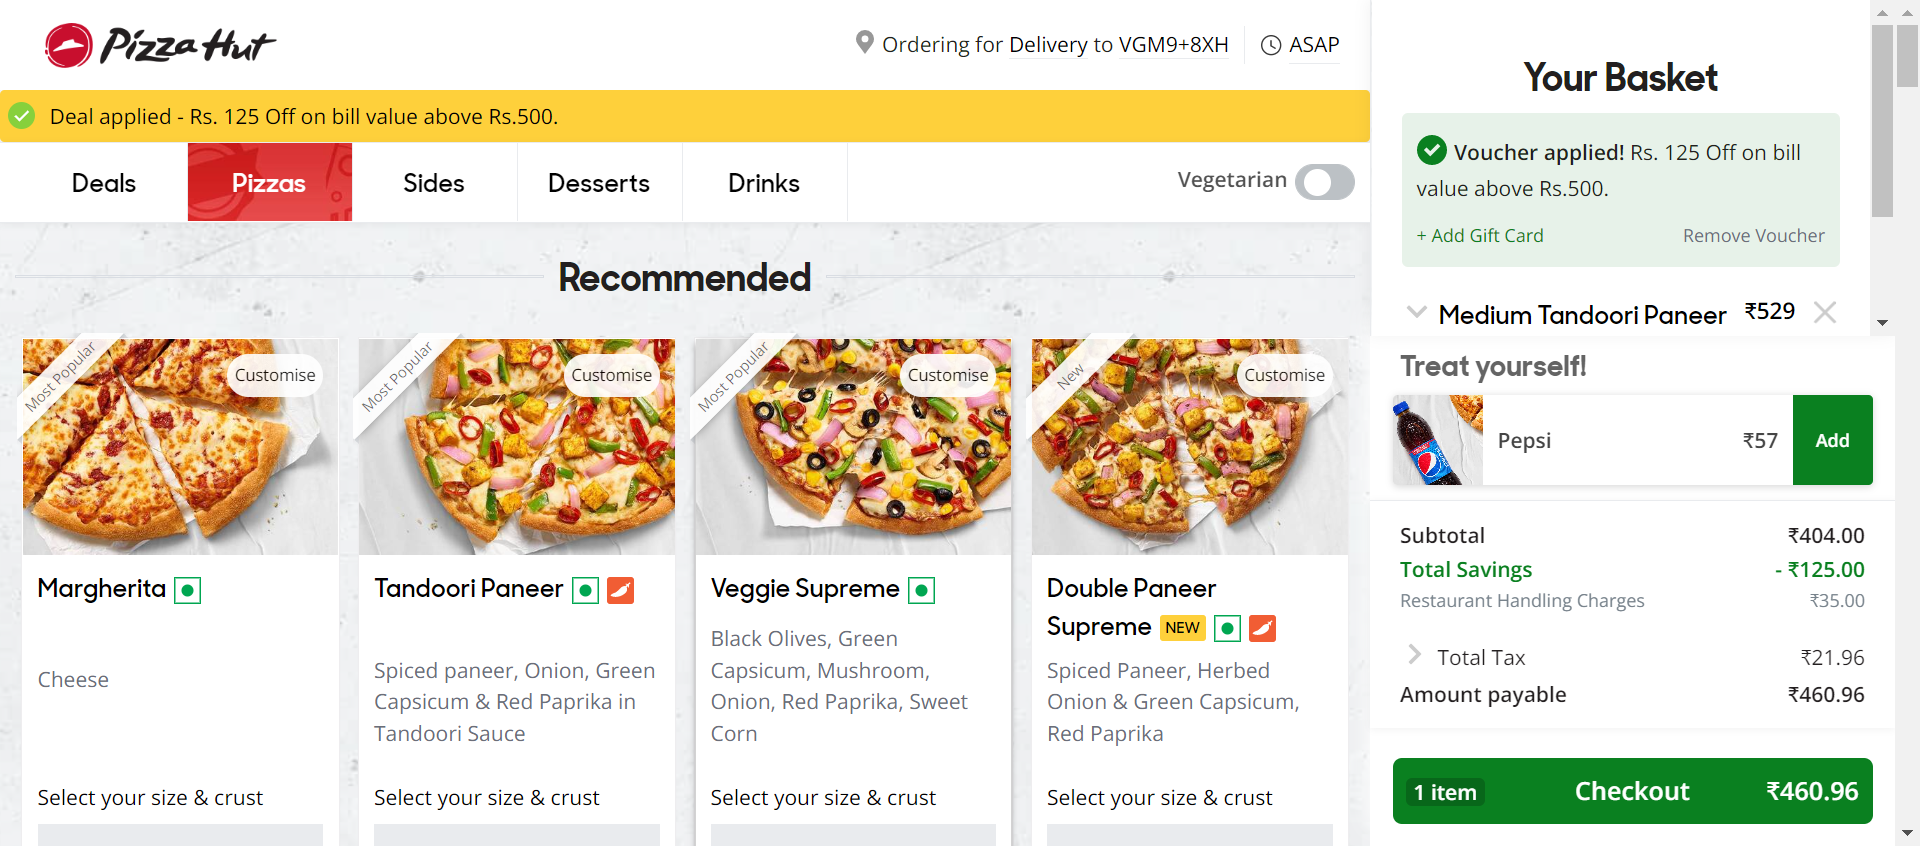 Pizza Hut
Ordering for Delivery to VGM9+8XH
ASAP
Deal applied - Rs. 125 Off on bill value above Rs.500.
Deals
Pizzas
Sides
Desserts
Drinks
Vegetarian
Recommended
Most Popular
Customise
Margherita
Cheese
Select your size & crust
Most Popular
Customise
Tandoori Paneer
Spiced paneer, Onion, Green
Capsicum & Red Paprika in
Tandoori Sauce
Select your size & crust
Most Popular
Customise
Veggie Supreme
Black Olives, Green
Capsicum, Mushroom,
Onion, Red Paprika, Sweet
Corn
Select your size & crust
New
Customise
Double Paneer
Supreme NEW
Spiced Paneer, Herbed
Onion & Green Capsicum,
Red Paprika
Select your size & crust
Your Basket
Voucher applied! Rs. 125 Off on bill
value above Rs.500.
+ Add Gift Card
Remove Voucher
Medium Tandoori Paneer ₹529
Treat yourself!
Pepsi ₹57 Add
Subtotal ₹404.00
Total Savings - ₹125.00
Restaurant Handling Charges ₹35.00
Total Tax ₹21.96
Amount payable ₹460.96
1 item Checkout ₹460.96